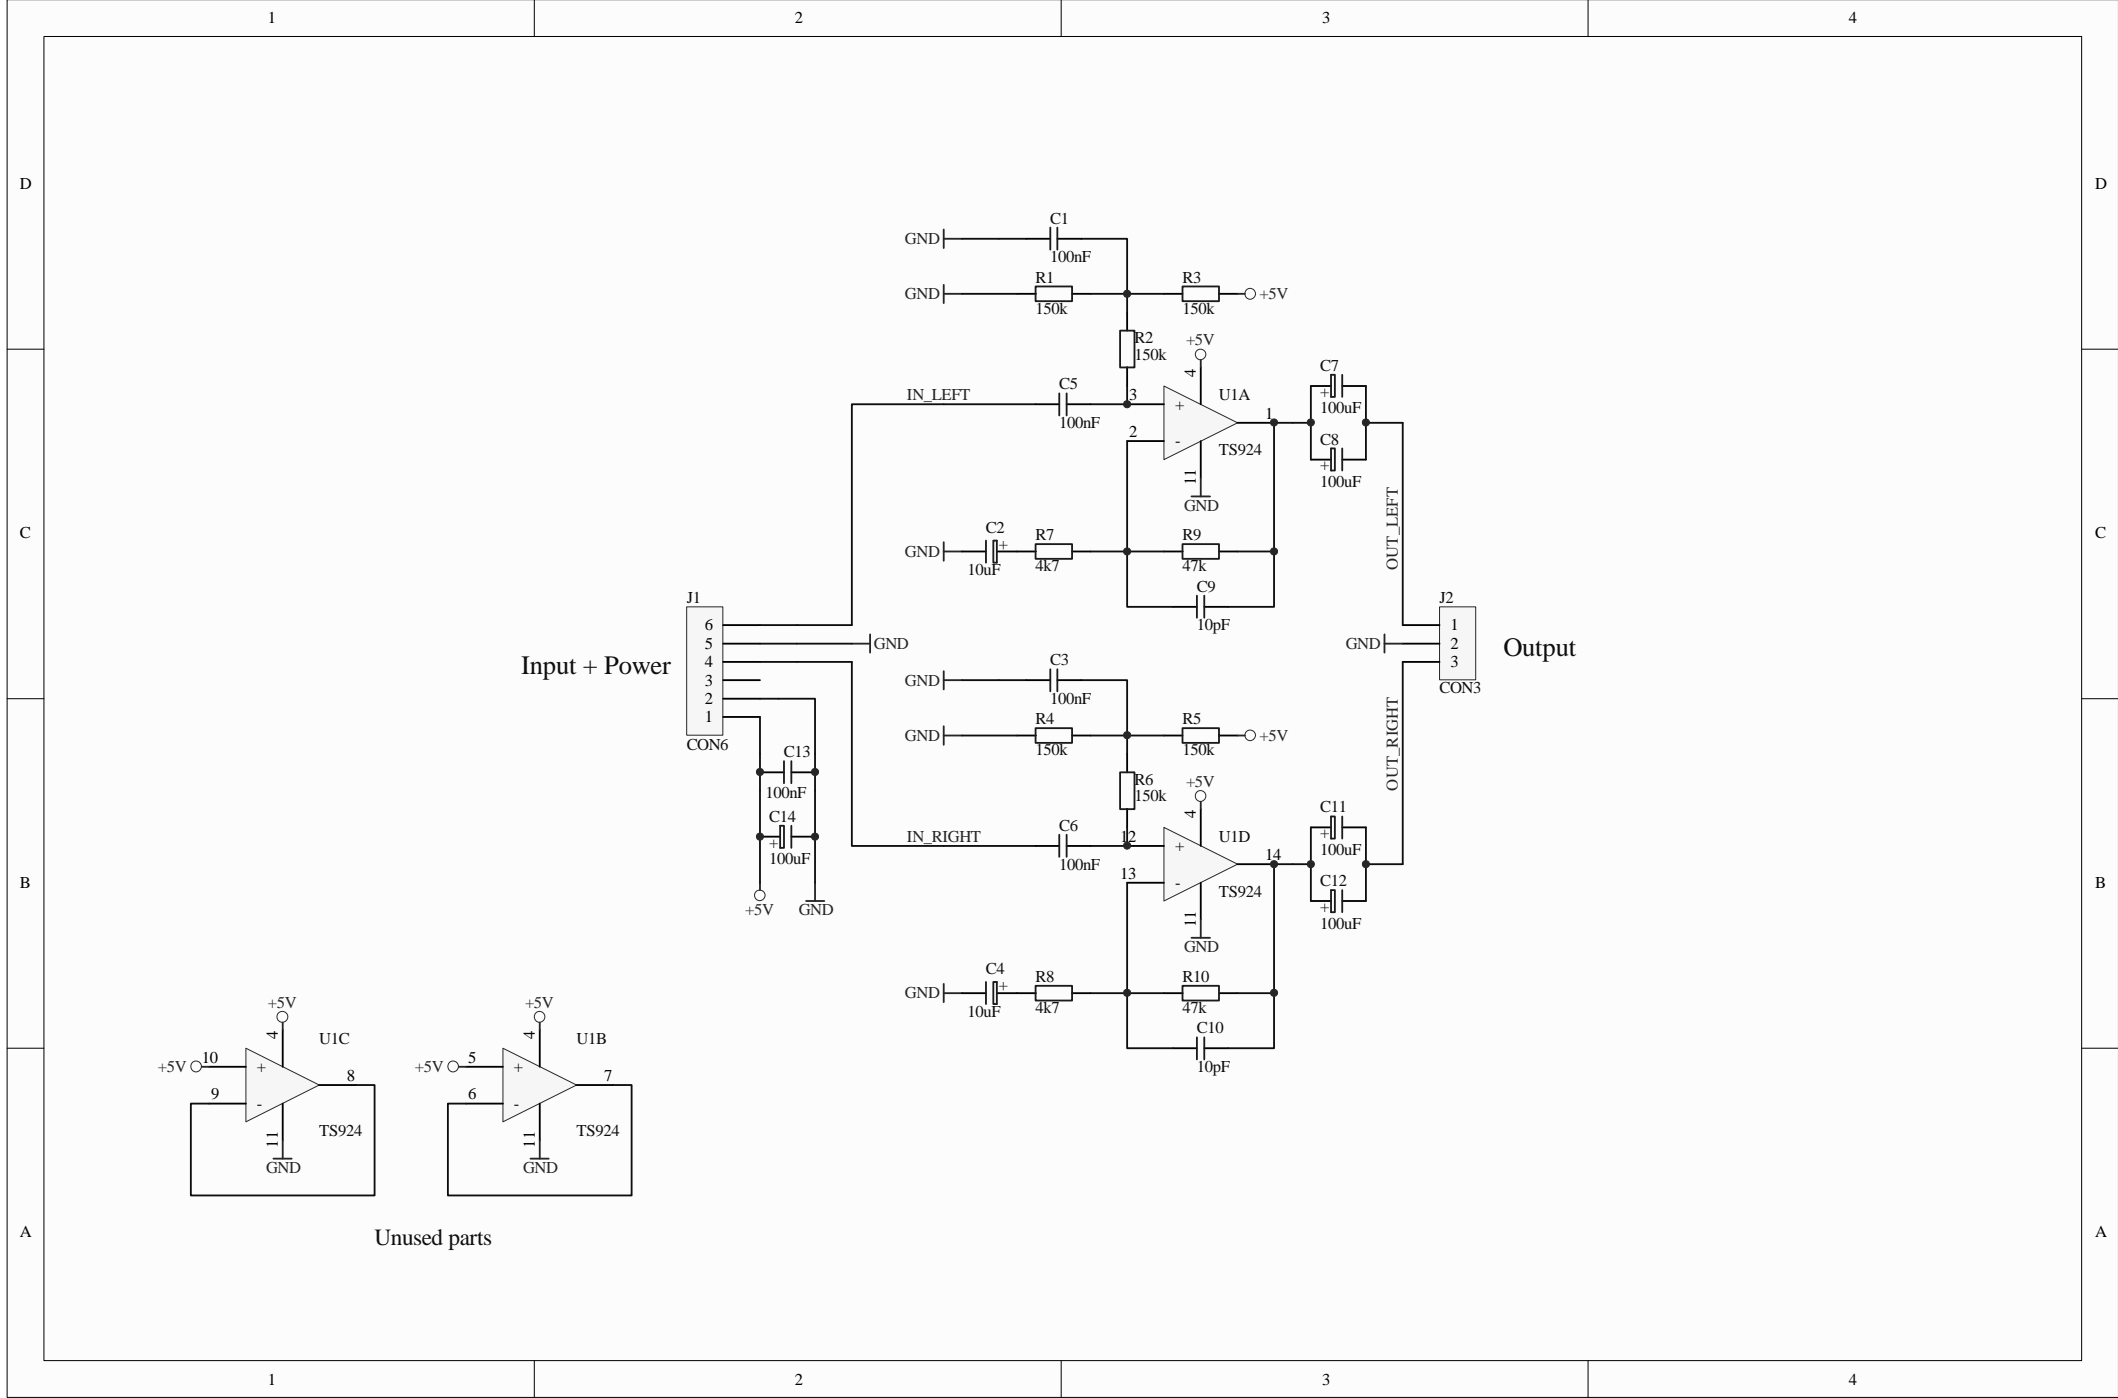 1 2 3 4
D D
C1
GND
100nF
R1 R3
GND +5V
150k 150k
R2
150k
+5V
4
C7
+
100uF
IN_LEFT C5 3 + U1A
100nF
1
2 - TS924
C8
+
100uF
11
GND
OUT_LEFT
C C
C2 R7 R9
GND +
10uF 4k7 47k
C9
10pF
J1 J2
6 1
5 GND GND 2
4 3
3
2
1
CON6 CON3
Input + Power Output
C3
GND
100nF
R4 R5
GND +5V
150k 150k
OUT_RIGHT
C13
100nF
C14
+
100uF
+5V GND
R6
150k
+5V
4
C11
+
100uF
IN_RIGHT C6 12 + U1D
100nF
14
13 - TS924
C12
+
100uF
11
GND
B B
C4 R8 R10
GND +
10uF 4k7 47k
C10
10pF
+5V +5V
4 4
U1C U1B
+5V 10 + +5V 5 +
8 7
9 - 6 -
TS924 TS924
11 11
GND GND
Unused parts
A A
1 2 3 4